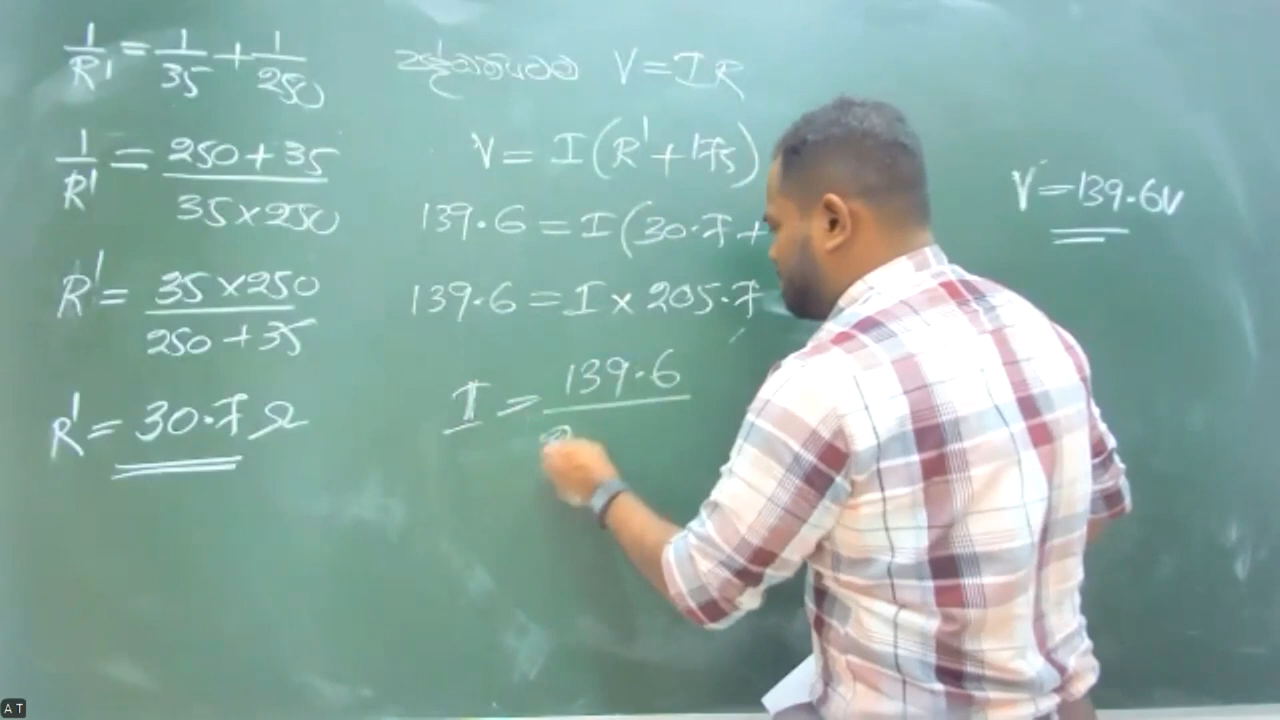 1/R' = 1/35 + 1/250
1/R' = (250 + 35)/(35 × 250)
R' = (35 × 250)/(250 + 35)
R' = 30.7 Ω
V = IR
V = I (R' + 175)
139.6 = I (30.7 +
139.6 = I × 205.7
I = 139.6
V = 139.6V
A T